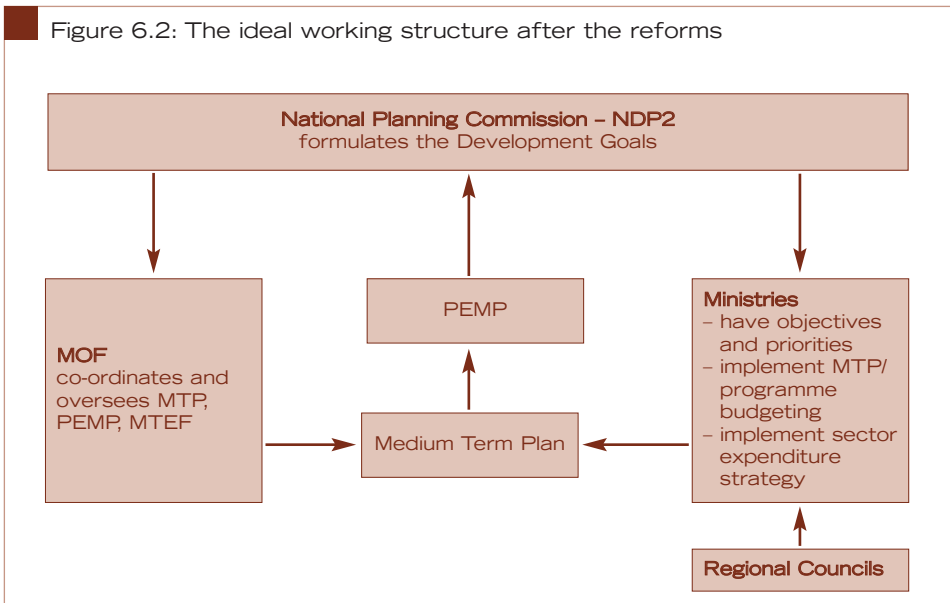 Figure 6.2: The ideal working structure after the reforms
National Planning Commission – NDP2
formulates the Development Goals
MOF
co-ordinates and
oversees MTP,
PEMP, MTEF
PEMP
Medium Term Plan
Ministries
– have objectives
and priorities
– implement MTP/
programme
budgeting
– implement sector
expenditure
strategy
Regional Councils